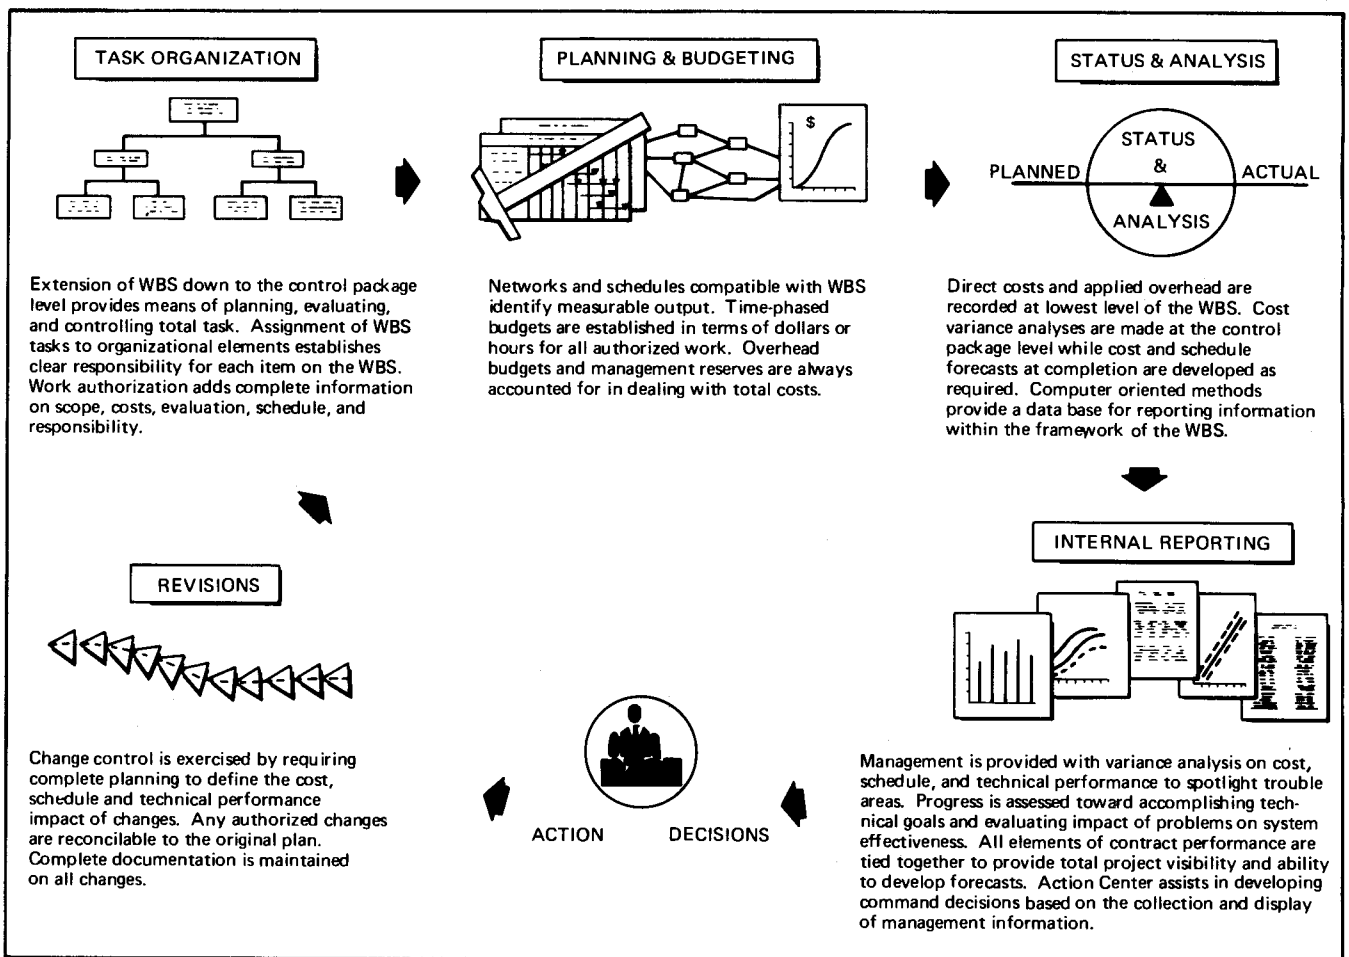 TASK ORGANIZATION
Extension of WBS down to the control package
level provides means of planning, evaluating,
and controlling total task. Assignment of WBS
tasks to organizational elements establishes
clear responsibility for each item on the WBS.
Work authorization adds complete information
on scope, costs, evaluation, schedule, and
responsibility.
PLANNING & BUDGETING
$
Networks and schedules compatible with WBS
identify measurable output. Time-phased
budgets are established in terms of dollars or
hours for all authorized work. Overhead
budgets and management reserves are always
accounted for in dealing with total costs.
STATUS & ANALYSIS
STATUS
PLANNED & ACTUAL
ANALYSIS
Direct costs and applied overhead are
recorded at lowest level of the WBS. Cost
variance analyses are made at the control
package level while cost and schedule
forecasts at completion are developed as
required. Computer oriented methods
provide a data base for reporting information
within the framework of the WBS.
INTERNAL REPORTING
Management is provided with variance analysis on cost,
schedule, and technical performance to spotlight trouble
areas. Progress is assessed toward accomplishing tech-
nical goals and evaluating impact of problems on system
effectiveness. All elements of contract performance are
tied together to provide total project visibility and ability
to develop forecasts. Action Center assists in developing
command decisions based on the collection and display
of management information.
ACTION DECISIONS
REVISIONS
Change control is exercised by requiring
complete planning to define the cost,
schedule and technical performance
impact of changes. Any authorized changes
are reconcilable to the original plan.
Complete documentation is maintained
on all changes.